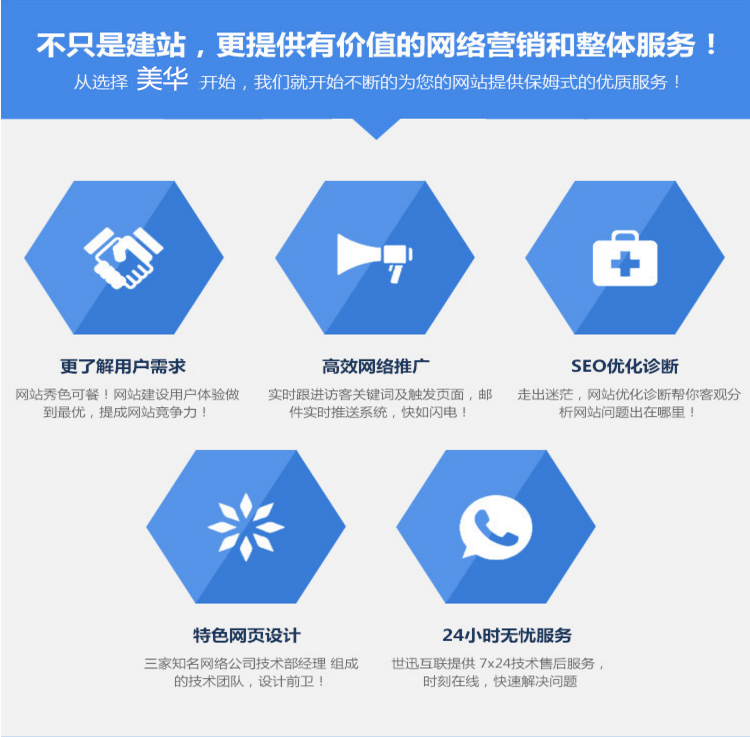 不只是建站，更提供有价值的网络营销和整体服务！
从选择 美华 开始，我们就开始不断的为您的网站提供保姆式的优质服务！
更了解用户需求
网站秀色可餐！网站建设用户体验做
到最优，提成网站竞争力！
高效网络推广
实时跟进访客关键词及触发页面，邮
件实时推送系统，快如闪电！
SEO优化诊断
走出迷茫，网站优化诊断帮你客观分
析网站问题出在哪里！
特色网页设计
三家知名网络公司技术部经理 组成
的技术团队，设计前卫！
24小时无忧服务
世迅互联提供 7x24技术售后服务，
时刻在线，快速解决问题